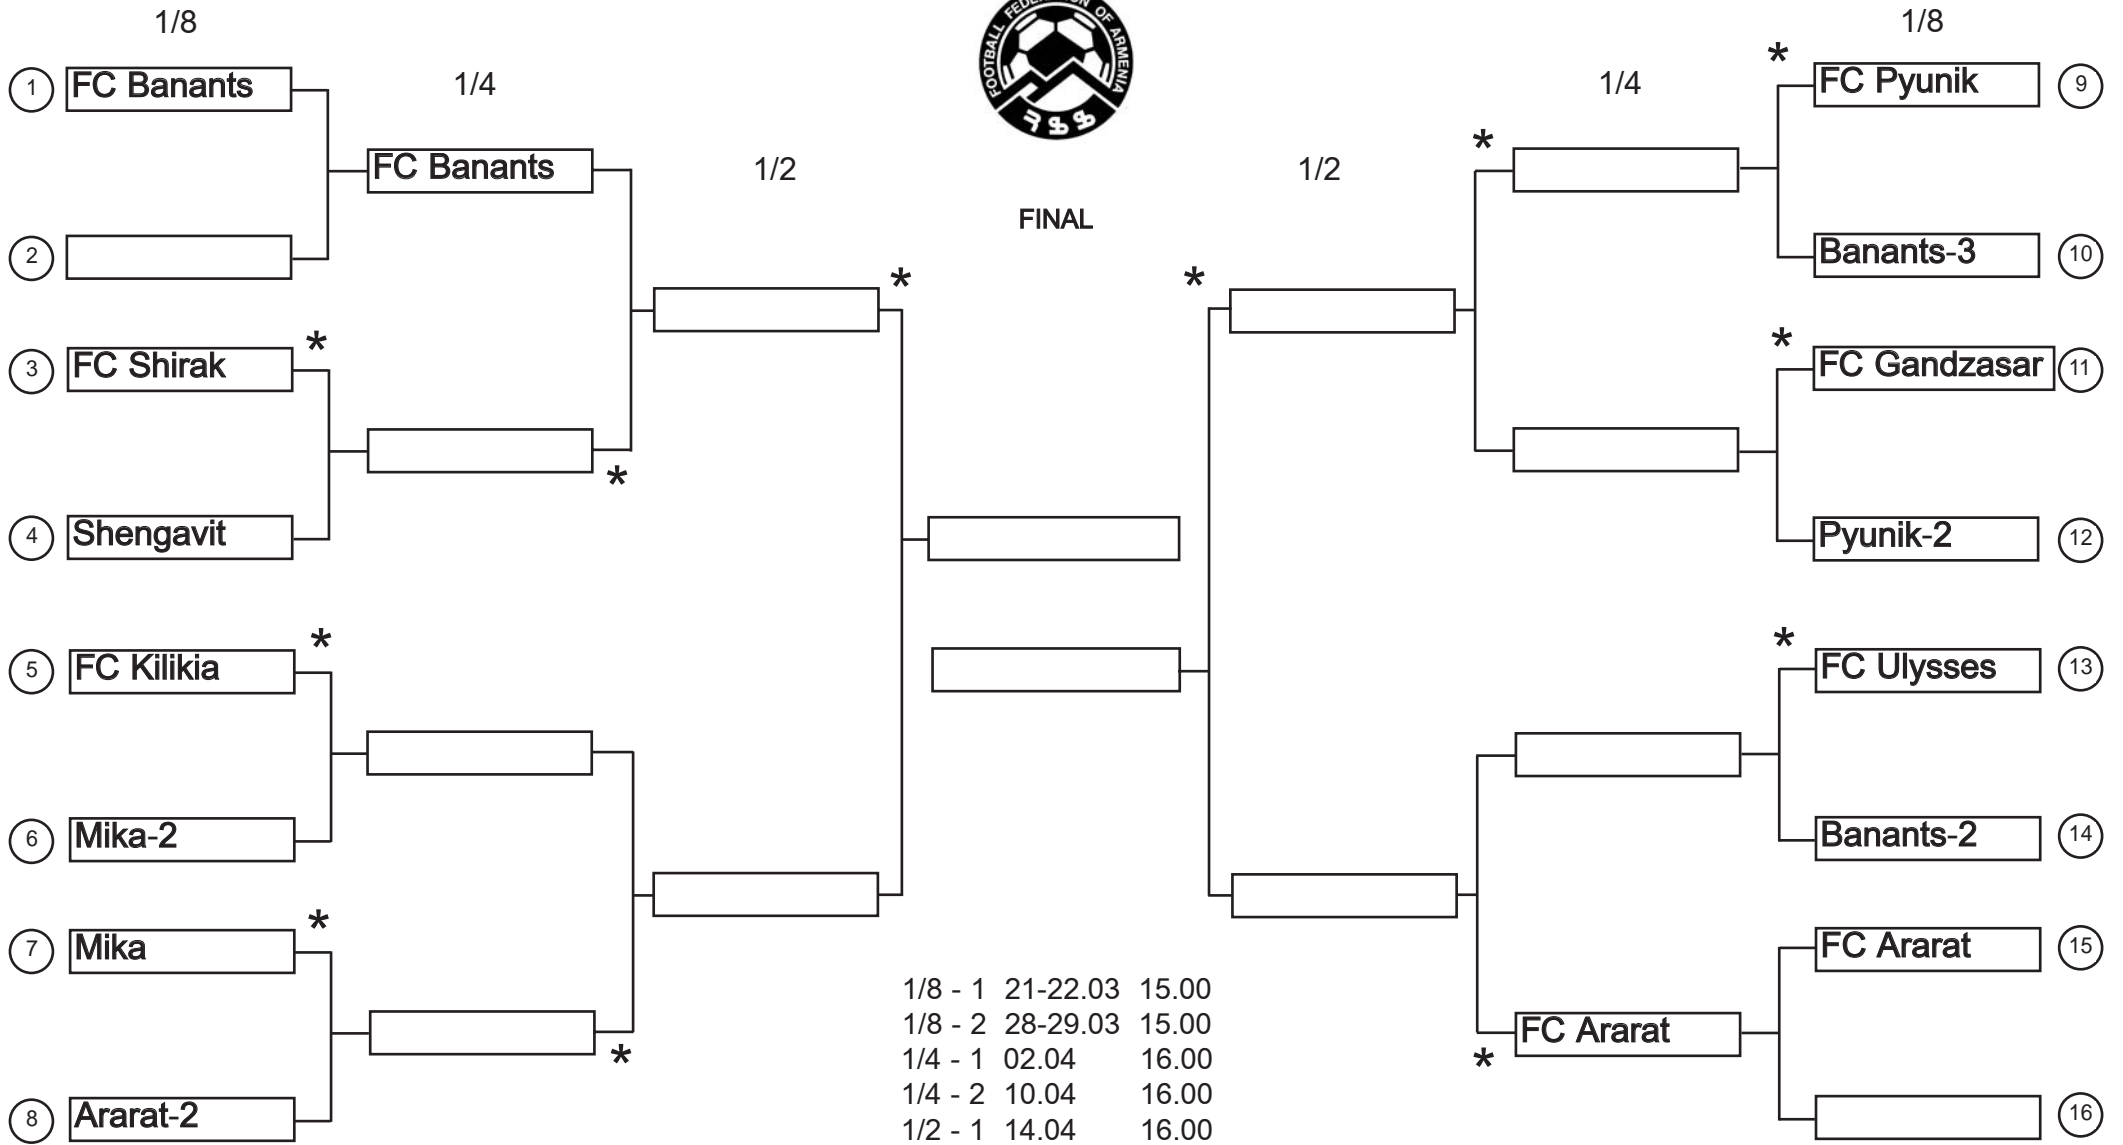 1/8
1/8
FOOTBALL FEDERATION OF ARMENIA
1/4
1/4
1/2
1/2
FINAL
1 FC Banants
2
FC Banants
3 FC Shirak *
4 Shengavit
*
*
5 FC Kilikia *
6 Mika-2
7 Mika *
8 Ararat-2
*
* FC Pyunik 9
*
Banants-3 10
*
* FC Gandzasar 11
Pyunik-2 12
* FC Ulysses 13
Banants-2 14
FC Ararat 15
* FC Ararat
16
1/8 - 1 21-22.03 15.00
1/8 - 2 28-29.03 15.00
1/4 - 1 02.04 16.00
1/4 - 2 10.04 16.00
1/2 - 1 14.04 16.00